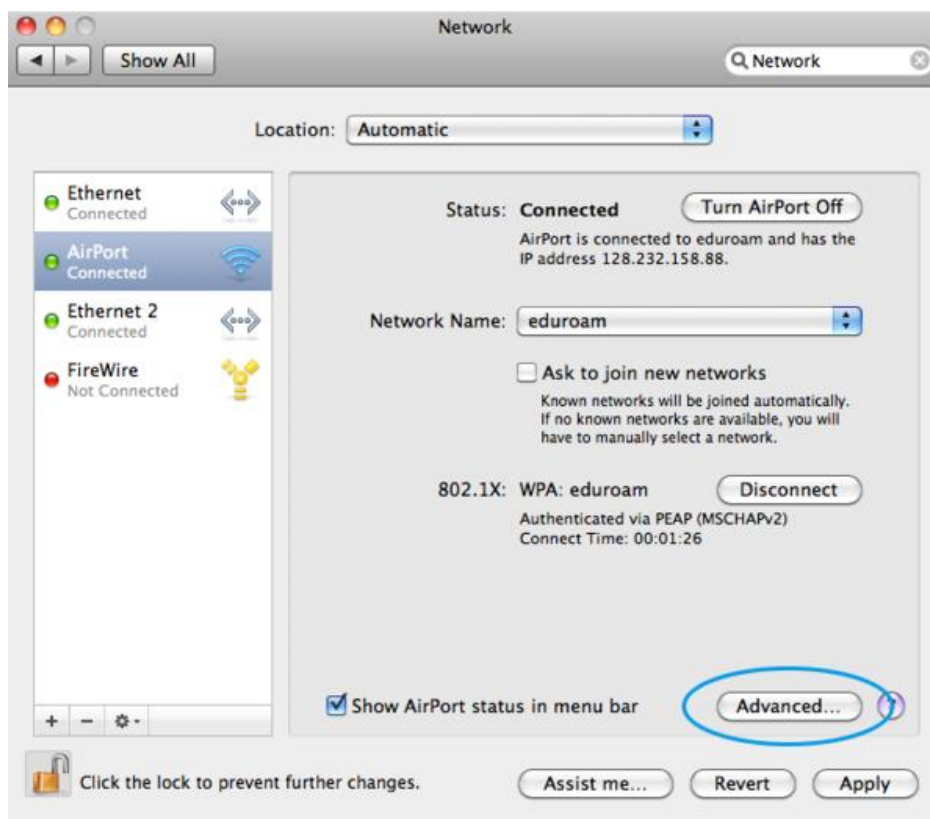 Network
Show All
Network
Location: Automatic
Ethernet
Connected
AirPort
Connected
Ethernet 2
Connected
FireWire
Not Connected
Status: Connected Turn AirPort Off
AirPort is connected to eduroam and has the
IP address 128.232.158.88.
Network Name: eduroam
Ask to join new networks
Known networks will be joined automatically.
If no known networks are available, you will
have to manually select a network.
802.1X: WPA: eduroam Disconnect
Authenticated via PEAP (MSCHAPv2)
Connect Time: 00:01:26
Show AirPort status in menu bar Advanced... ?
Click the lock to prevent further changes.
Assist me... Revert Apply